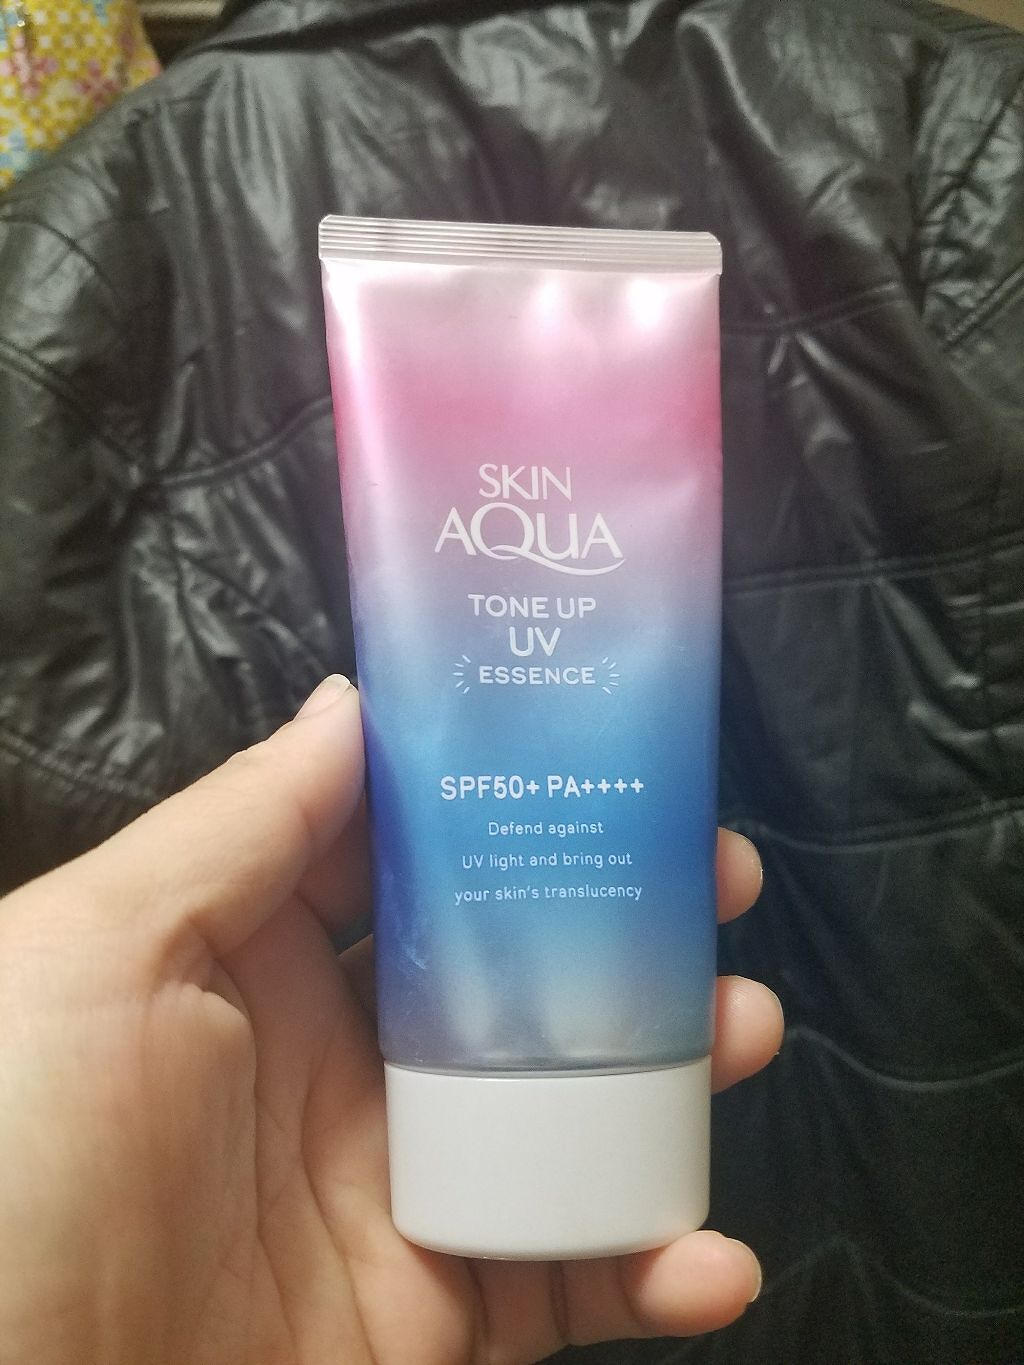 SKIN
AQUA
TONE UP
UV
ESSENCE
SPF50+ PA++++
Defend against
UV light and bring out
your skin's translucency